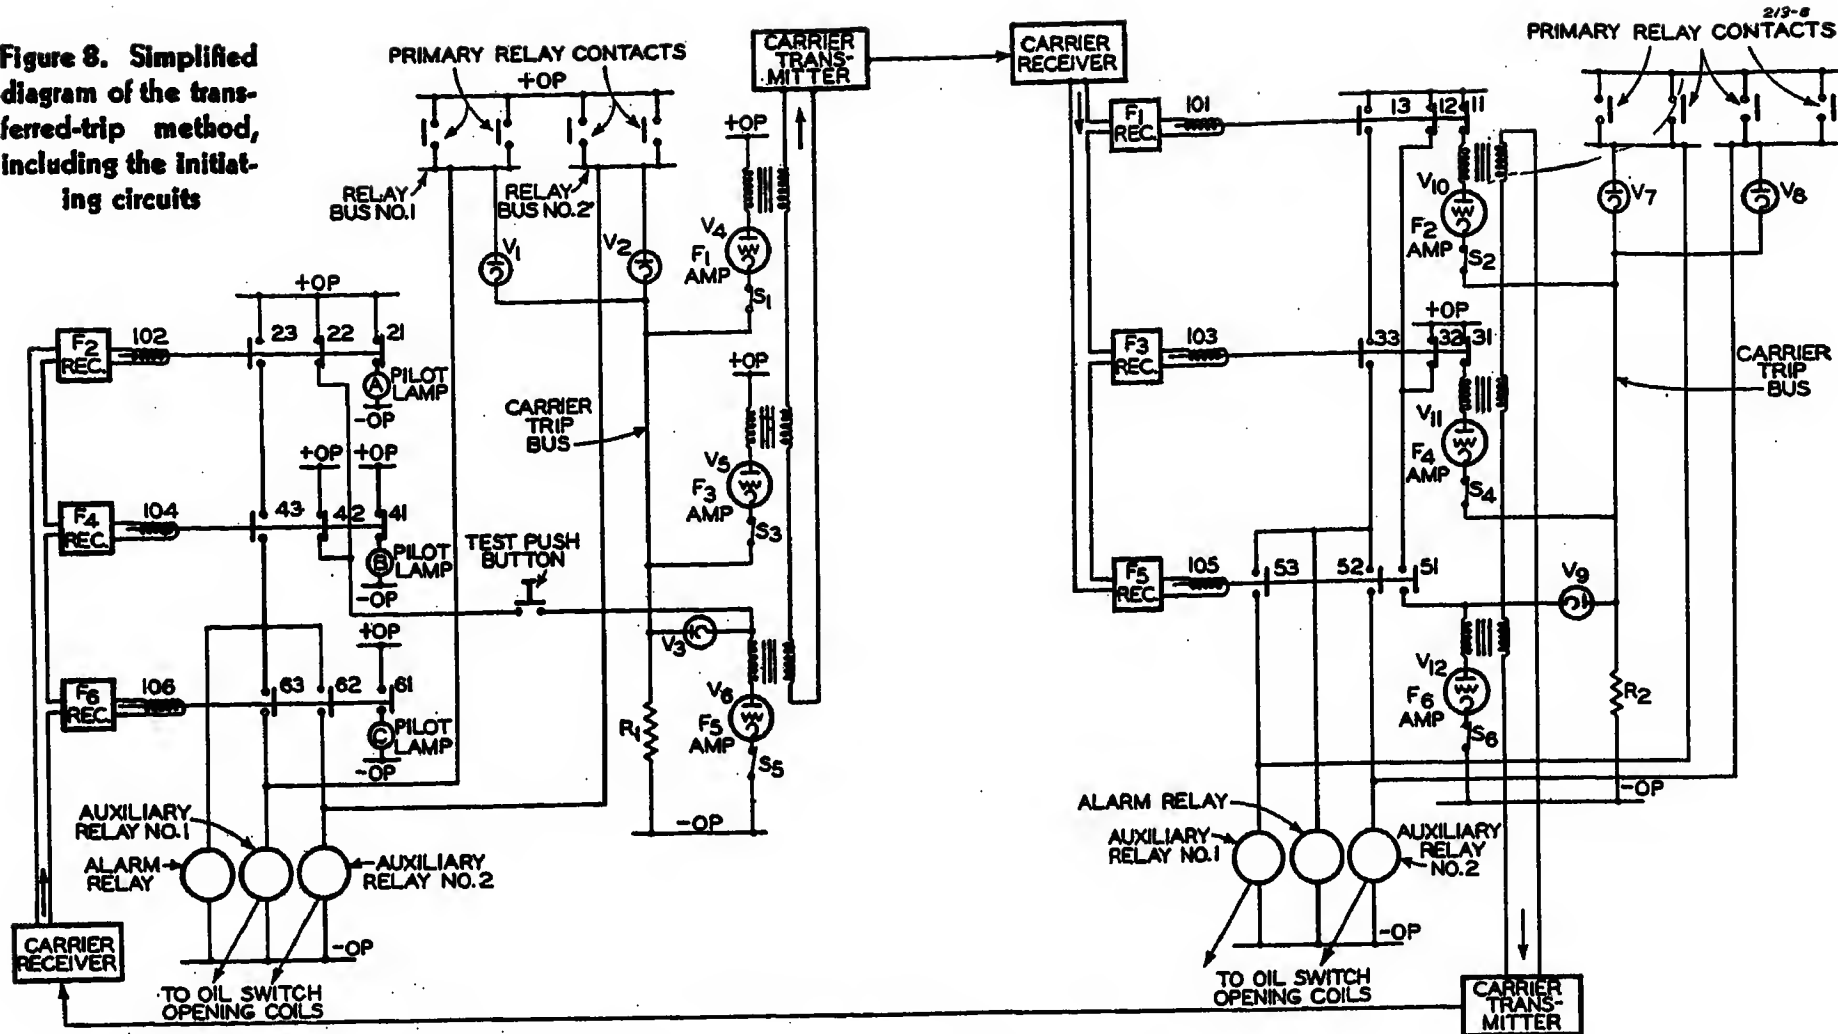 Figure 8. Simplified
diagram of the trans-
ferred-trip method,
including the initiat-
ing circuits
PRIMARY RELAY CONTACTS
+OP
RELAY
BUS NO.1
RELAY
BUS NO.2
V1
V2
CARRIER
TRANS-
MITTER
+OP
V4
F1
AMP
S1
+OP
V5
F3
AMP
S3
V3
V6
F5
AMP
S5
R1
-OP
CARRIER
TRIP
BUS
TEST PUSH
BUTTON
+OP
F2
REC.
102
23
22
21
A
PILOT
LAMP
-OP
+OP
+OP
F4
REC.
104
43
42
41
B
PILOT
LAMP
-OP
+OP
F6
REC.
106
63
62
61
C
PILOT
LAMP
-OP
AUXILIARY
RELAY NO.1
ALARM
RELAY
AUXILIARY
RELAY NO.2
-OP
CARRIER
RECEIVER
TO OIL SWITCH
OPENING COILS
CARRIER
RECEIVER
213-8
PRIMARY RELAY CONTACTS
F1
REC.
101
13
12
11
V10
F2
AMP
S2
V7
V8
+OP
F3
REC.
103
33
32
31
V11
F4
AMP
S4
CARRIER
TRIP
BUS
F5
REC.
105
53
52
51
V9
V12
F6
AMP
S6
R2
-OP
ALARM RELAY
AUXILIARY
RELAY NO.1
AUXILIARY
RELAY
NO.2
-OP
TO OIL SWITCH
OPENING COILS
CARRIER
TRANS-
MITTER